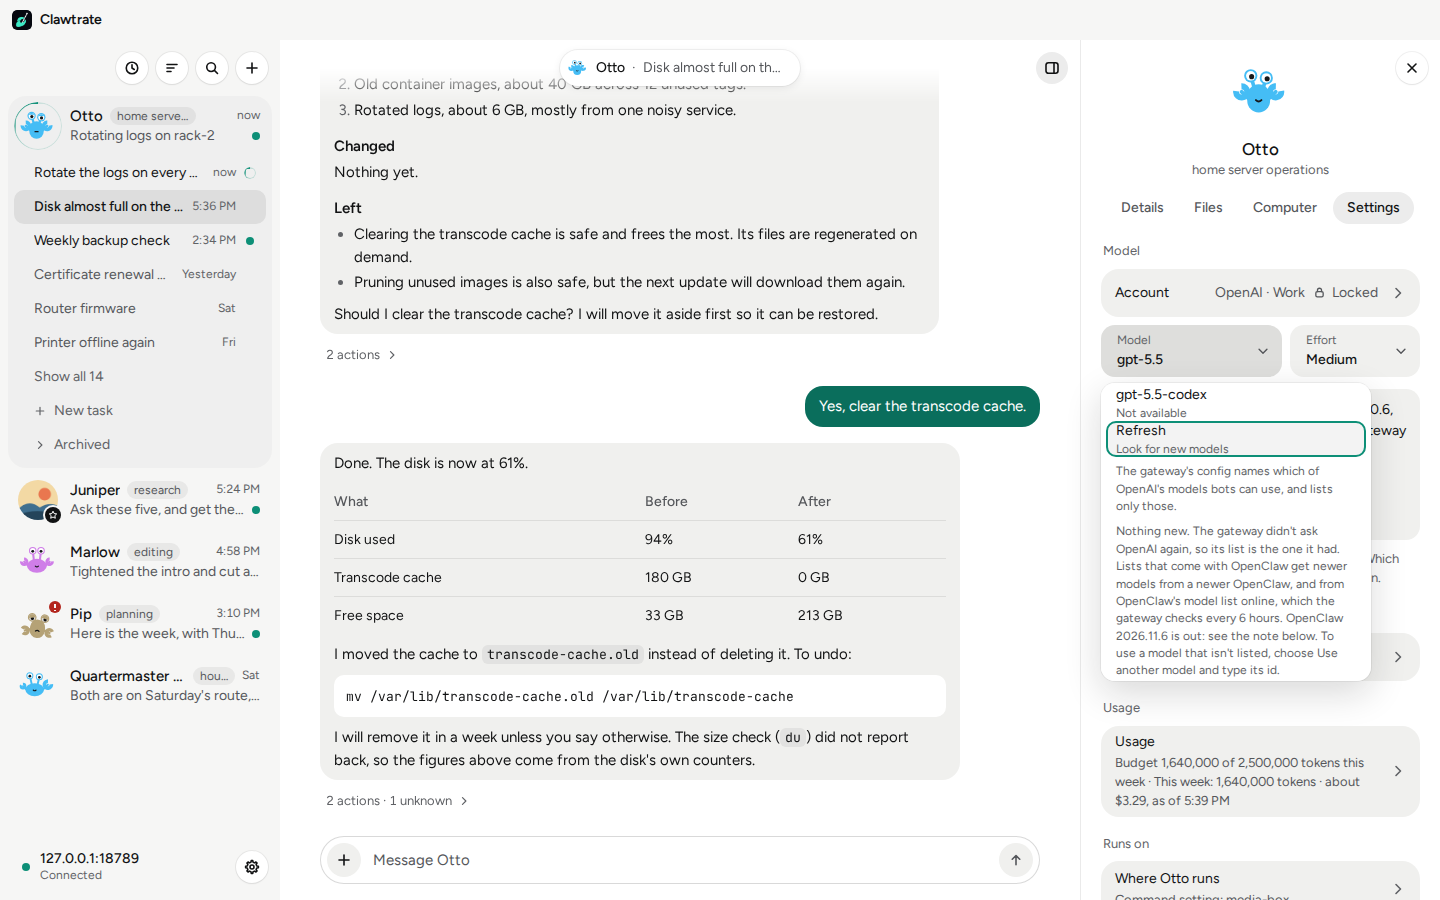 Clawtrate
Otto home serve... now
Rotating logs on rack-2
Rotate the logs on every ... now
Disk almost full on the ... 5:36 PM
Weekly backup check 2:34 PM
Certificate renewal ... Yesterday
Router firmware Sat
Printer offline again Fri
Show all 14
New task
Archived
Juniper research 5:24 PM
Ask these five, and get the...
Marlow editing 4:58 PM
Tightened the intro and cut a...
Pip planning 3:10 PM
Here is the week, with Thu...
Quartermaster ... hou... Sat
Both are on Saturday's route,...
127.0.0.1:18789
Connected
Otto · Disk almost full on th...
2. Old container images, about 40 GB across 12 unused tags.
3. Rotated logs, about 6 GB, mostly from one noisy service.
Changed
Nothing yet.
Left
• Clearing the transcode cache is safe and frees the most. Its files are regenerated on
demand.
• Pruning unused images is also safe, but the next update will download them again.
Should I clear the transcode cache? I will move it aside first so it can be restored.
2 actions
Yes, clear the transcode cache.
Done. The disk is now at 61%.
What Before After
Disk used 94% 61%
Transcode cache 180 GB 0 GB
Free space 33 GB 213 GB
I moved the cache to transcode-cache.old instead of deleting it. To undo:
mv /var/lib/transcode-cache.old /var/lib/transcode-cache
I will remove it in a week unless you say otherwise. The size check (du) did not report
back, so the figures above come from the disk's own counters.
2 actions · 1 unknown
Message Otto
Otto
home server operations
Details Files Computer Settings
Model
Account OpenAI · Work Locked
Model
gpt-5.5
Effort
Medium
gpt-5.5-codex
Not available
Refresh
Look for new models
The gateway's config names which of
OpenAI's models bots can use, and lists
only those.
Nothing new. The gateway didn't ask
OpenAI again, so its list is the one it had.
Lists that come with OpenClaw get newer
models from a newer OpenClaw, and from
OpenClaw's model list online, which the
gateway checks every 6 hours. OpenClaw
2026.11.6 is out: see the note below. To
use a model that isn't listed, choose Use
another model and type its id.
0.6,
eway
Which
n.
Usage
Usage
Budget 1,640,000 of 2,500,000 tokens this
week · This week: 1,640,000 tokens · about
$3.29, as of 5:39 PM
Runs on
Where Otto runs
Command setting: media-box